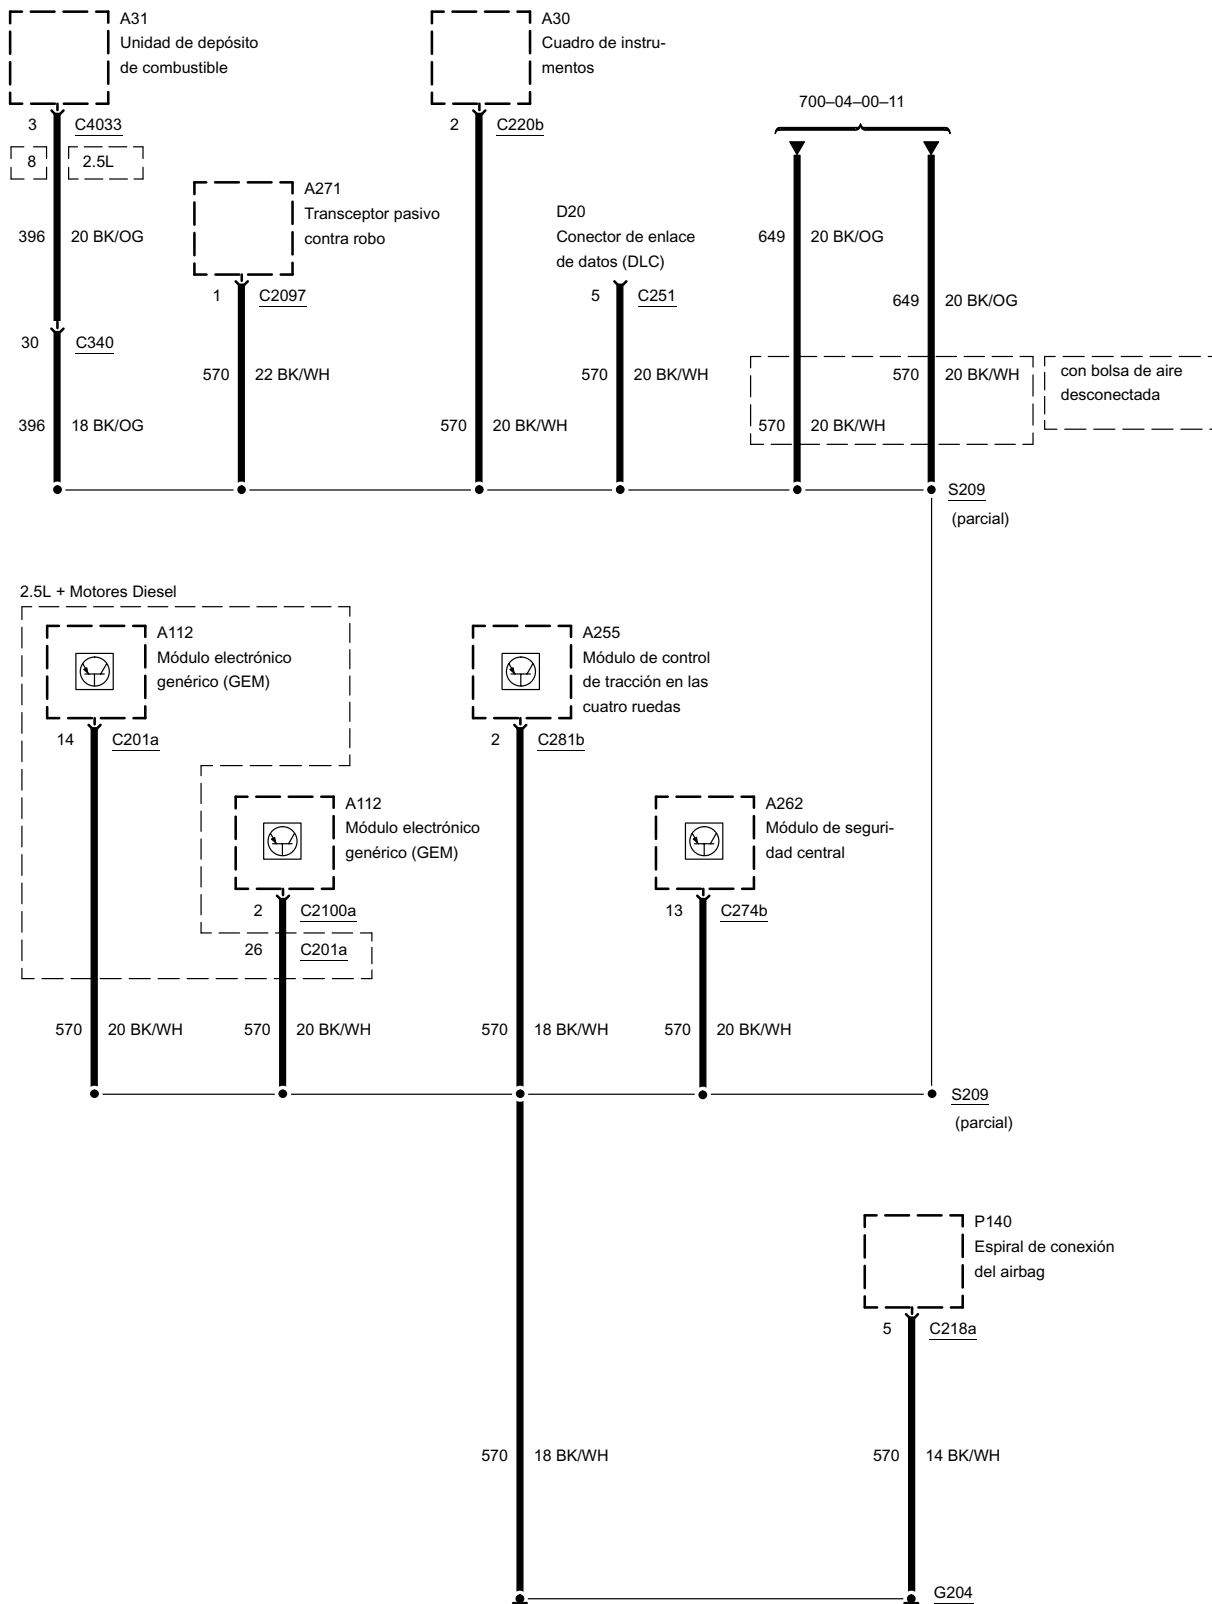 A31
Unidad de depósito
de combustible
3 C4033
8 2.5L
396 20 BK/OG
30 C340
396 18 BK/OG
A271
Transceptor pasivo
contra robo
1 C2097
570 22 BK/WH
A30
Cuadro de instru-
mentos
2 C220b
570 20 BK/WH
D20
Conector de enlace
de datos (DLC)
5 C251
570 20 BK/WH
700–04–00–11
649 20 BK/OG
570 20 BK/WH
649 20 BK/OG
570 20 BK/WH
con bolsa de aire
desconectada
S209
(parcial)
2.5L + Motores Diesel
A112
Módulo electrónico
genérico (GEM)
14 C201a
570 20 BK/WH
A112
Módulo electrónico
genérico (GEM)
2 C2100a
26 C201a
570 20 BK/WH
A255
Módulo de control
de tracción en las
cuatro ruedas
2 C281b
570 18 BK/WH
A262
Módulo de seguri-
dad central
13 C274b
570 20 BK/WH
S209
(parcial)
P140
Espiral de conexión
del airbag
5 C218a
570 18 BK/WH
570 14 BK/WH
G204